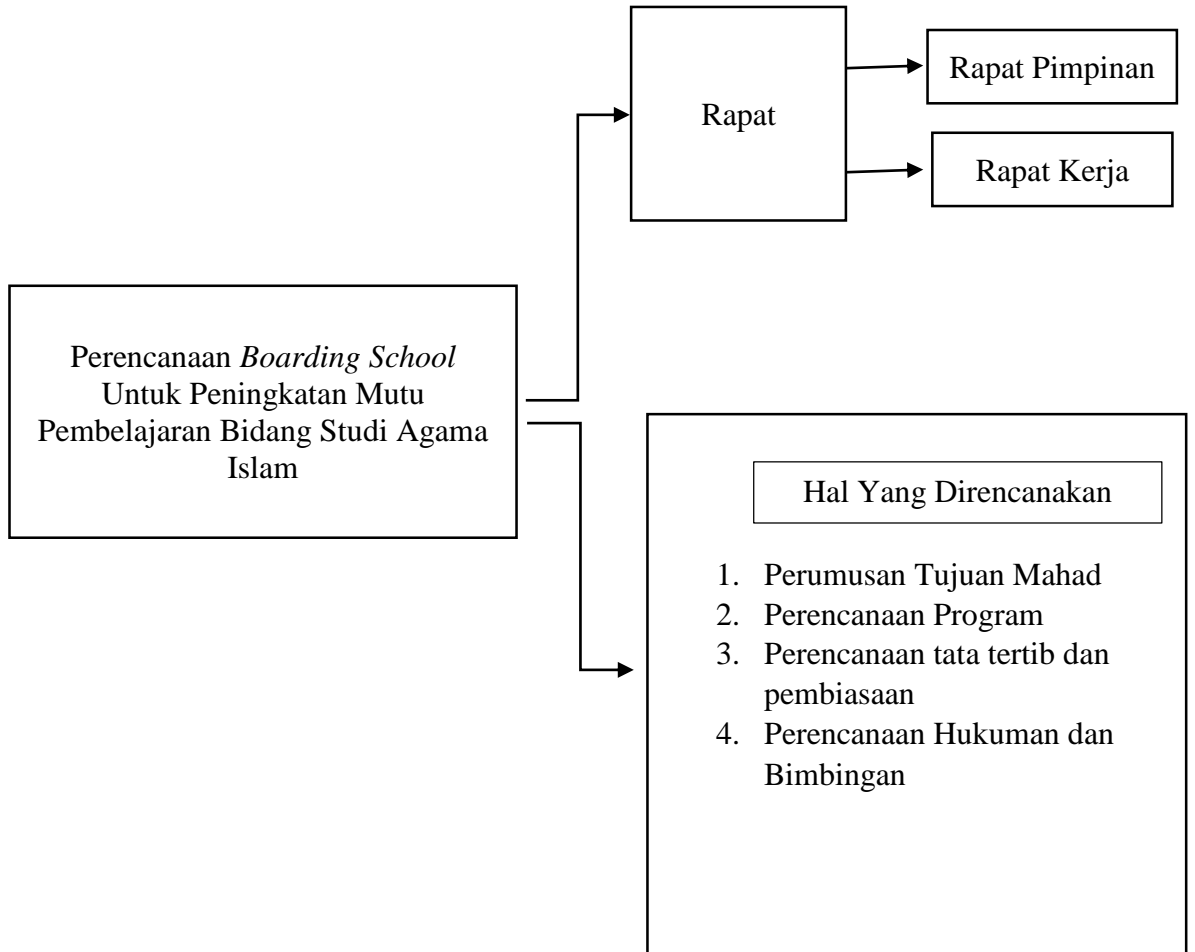 Rapat
Rapat Pimpinan
Rapat Kerja
Perencanaan Boarding School
Untuk Peningkatan Mutu
Pembelajaran Bidang Studi Agama
Islam
Hal Yang Direncanakan
1. Perumusan Tujuan Mahad
2. Perencanaan Program
3. Perencanaan tata tertib dan
pembiasaan
4. Perencanaan Hukuman dan
Bimbingan